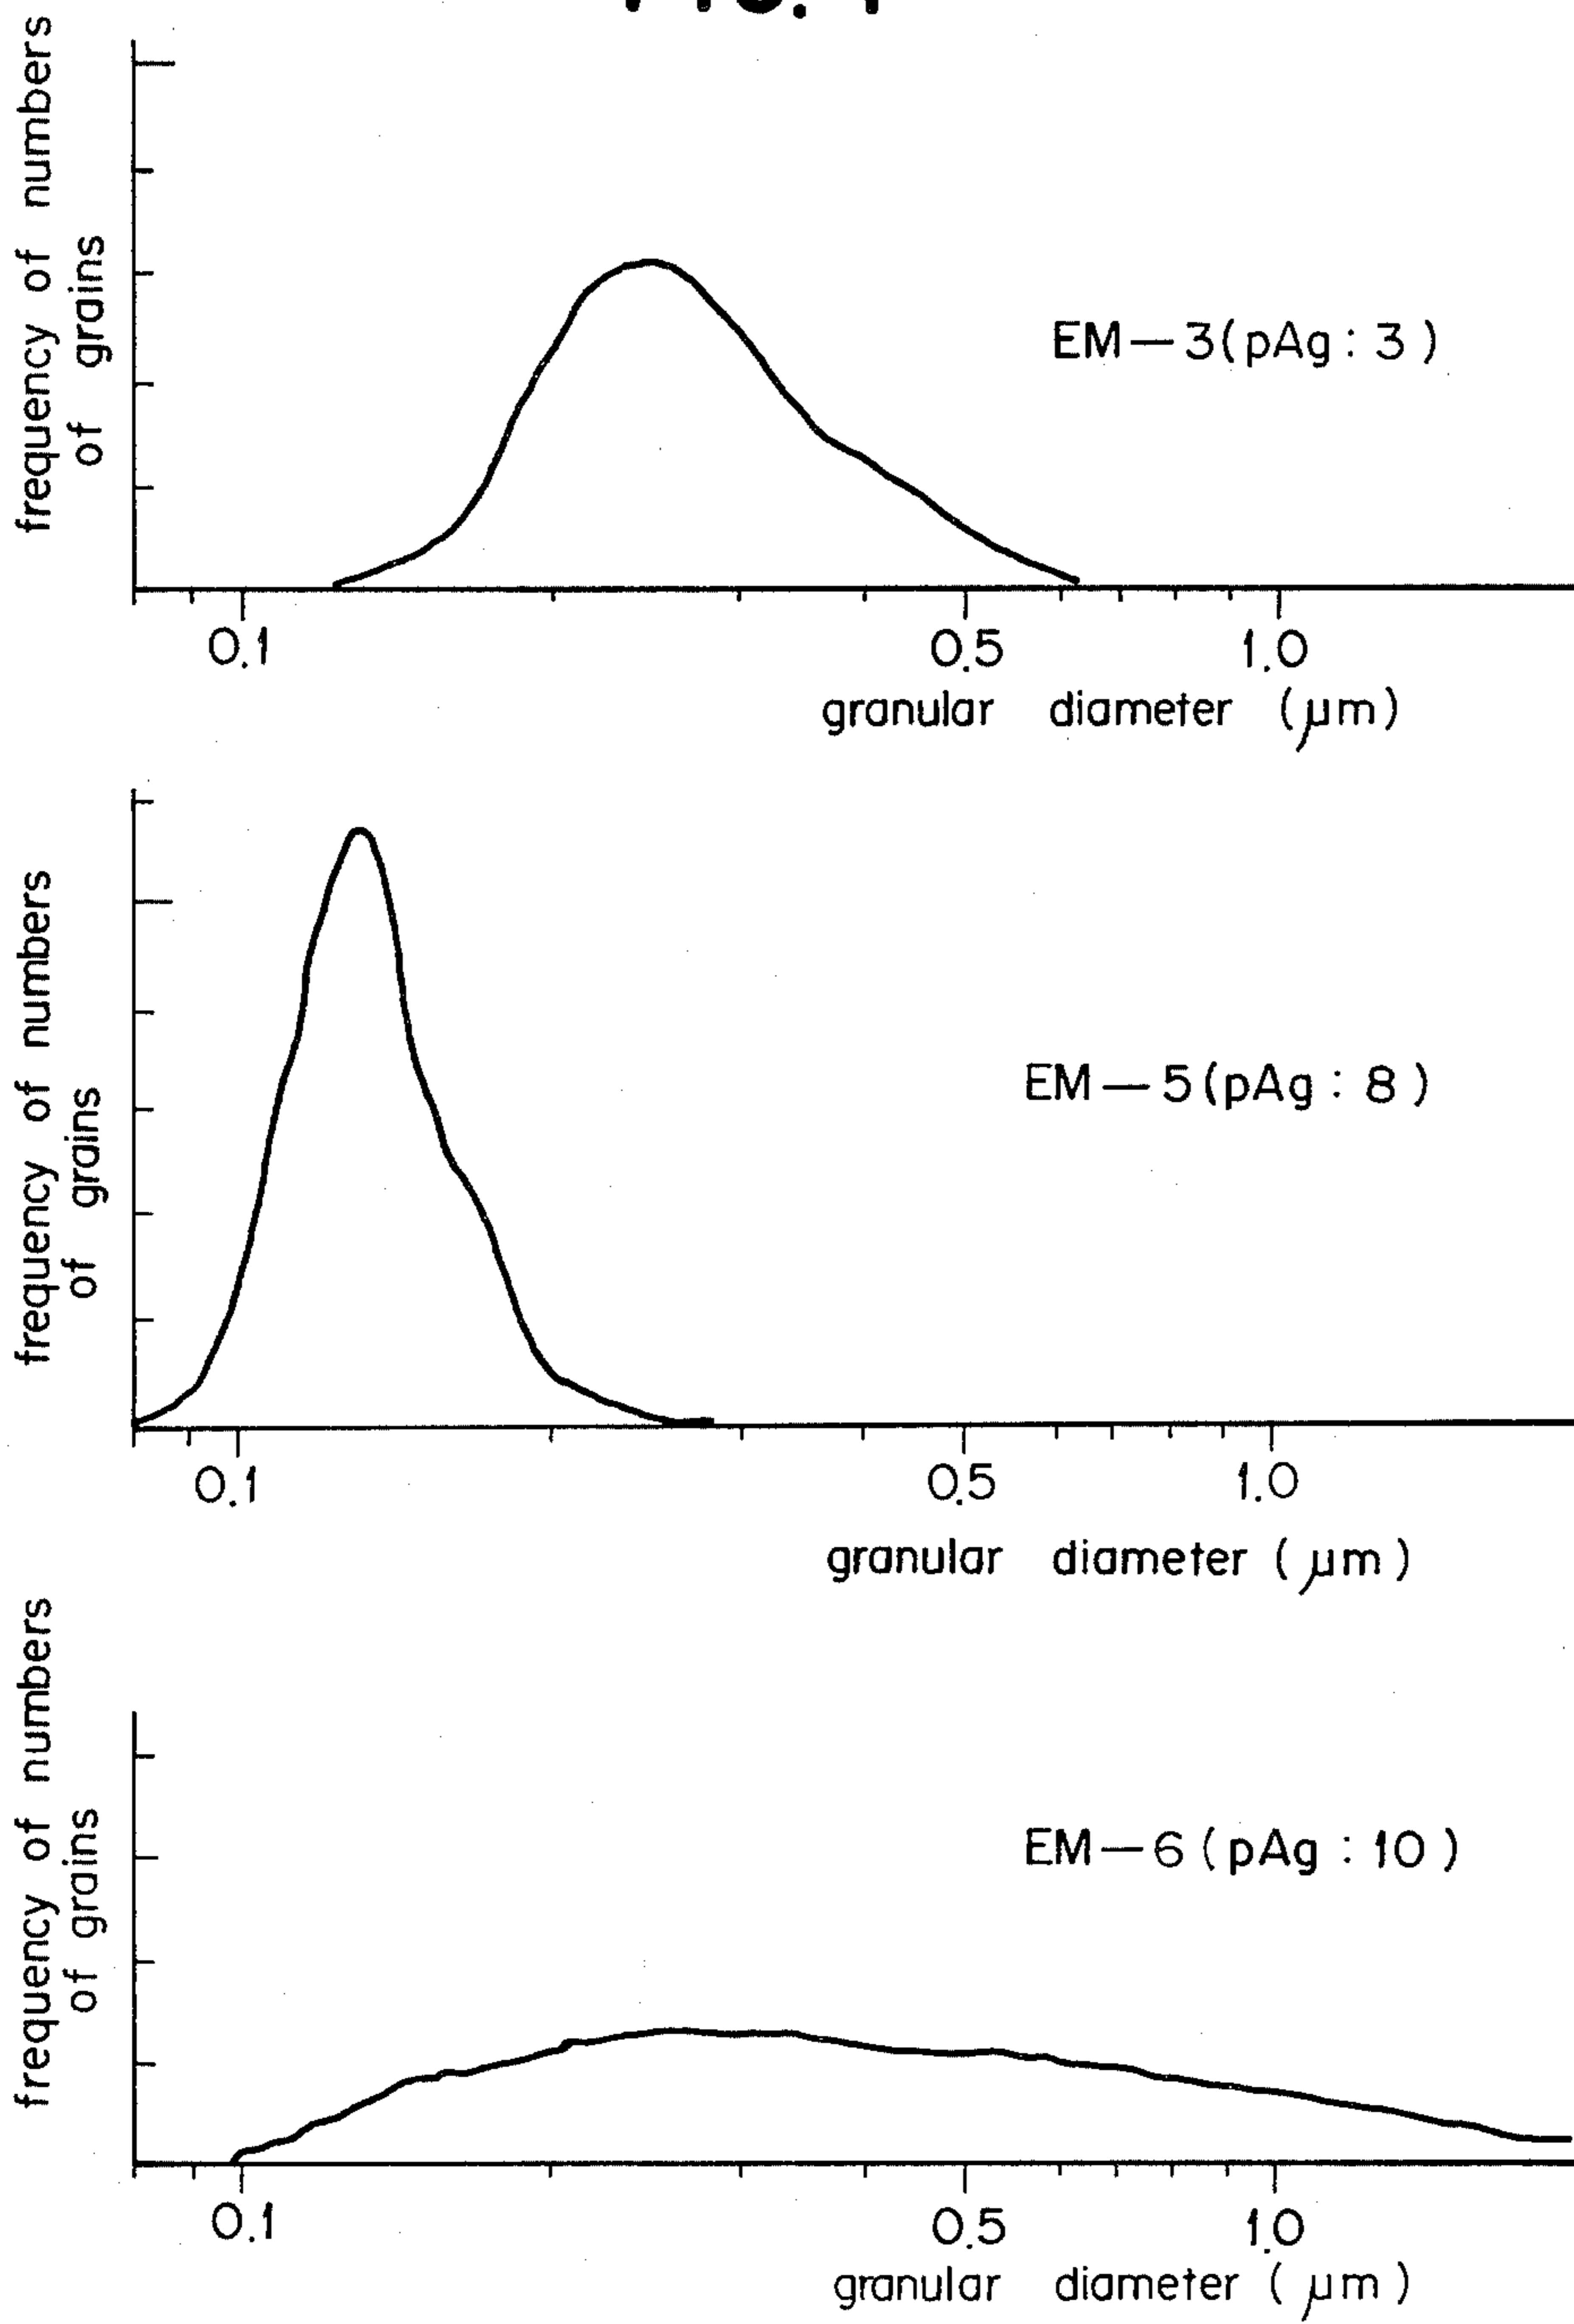 frequency of numbers
of grains
EM—3(pAg : 3 )
0.1 0.5 1.0
granular diameter (μm)
frequency of numbers
of grains
EM—5(pAg : 8 )
0.1 0.5 1.0
granular diameter ( μm )
frequency of numbers
of grains
EM—6 ( pAg : 10 )
0.1 0.5 1.0
granular diameter ( μm )